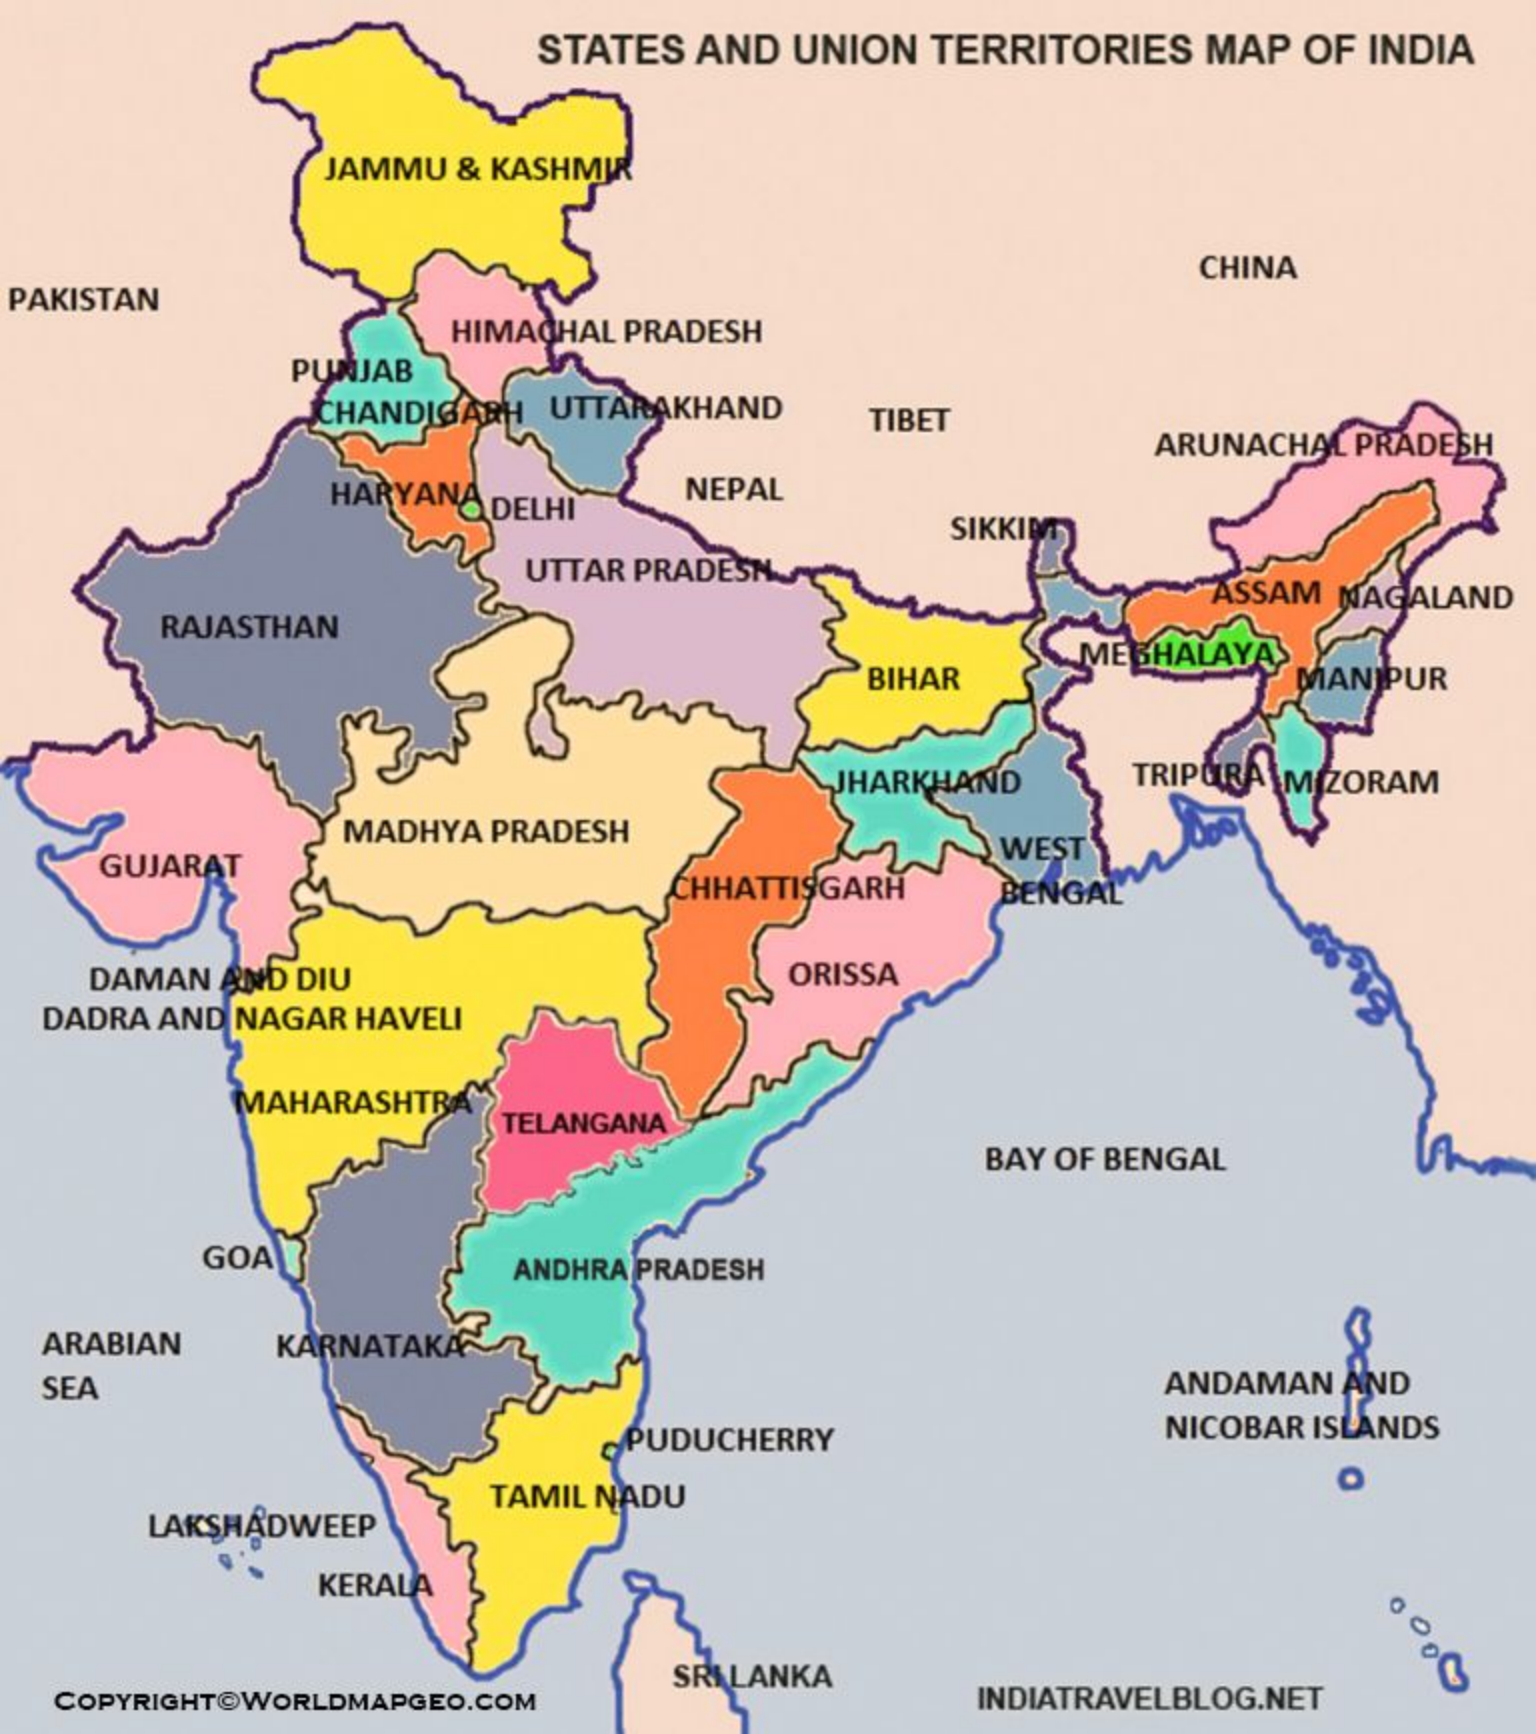 STATES AND UNION TERRITORIES MAP OF INDIA
JAMMU & KASHMIR
CHINA
PAKISTAN
HIMACHAL PRADESH
PUNJAB
CHANDIGARH
UTTARAKHAND
TIBET
ARUNACHAL PRADESH
HARYANA
DELHI
NEPAL
SIKKIM
UTTAR PRADESH
ASSAM
NAGALAND
RAJASTHAN
BIHAR
MEGHALAYA
MANIPUR
JHARKHAND
TRIPURA
MIZORAM
MADHYA PRADESH
GUJARAT
WEST
BENGAL
CHHATTISGARH
ORISSA
DAMAN AND DIU
DADRA AND NAGAR HAVELI
MAHARASHTRA
TELANGANA
BAY OF BENGAL
GOA
ANDHRA PRADESH
ARABIAN
SEA
KARNATAKA
ANDAMAN AND
NICOBAR ISLANDS
PUDUCHERRY
TAMIL NADU
LAKSHADWEEP
KERALA
SRI LANKA
COPYRIGHT©WORLDMAPGEO.COM
INDIATRAVELBLOG.NET